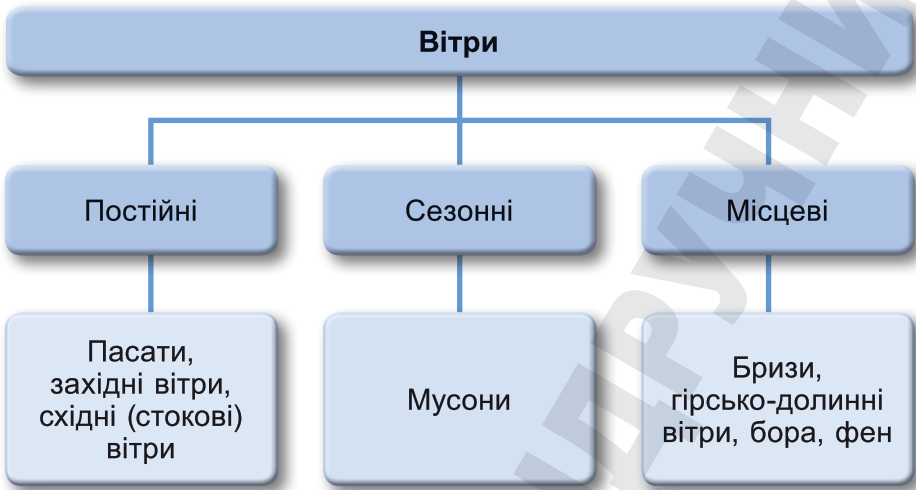 Вітри
Постійні
Сезонні
Місцеві
Пасати,
західні вітри,
східні (стокові)
вітри
Мусони
Бризи,
гірсько-долинні
вітри, бора, фен